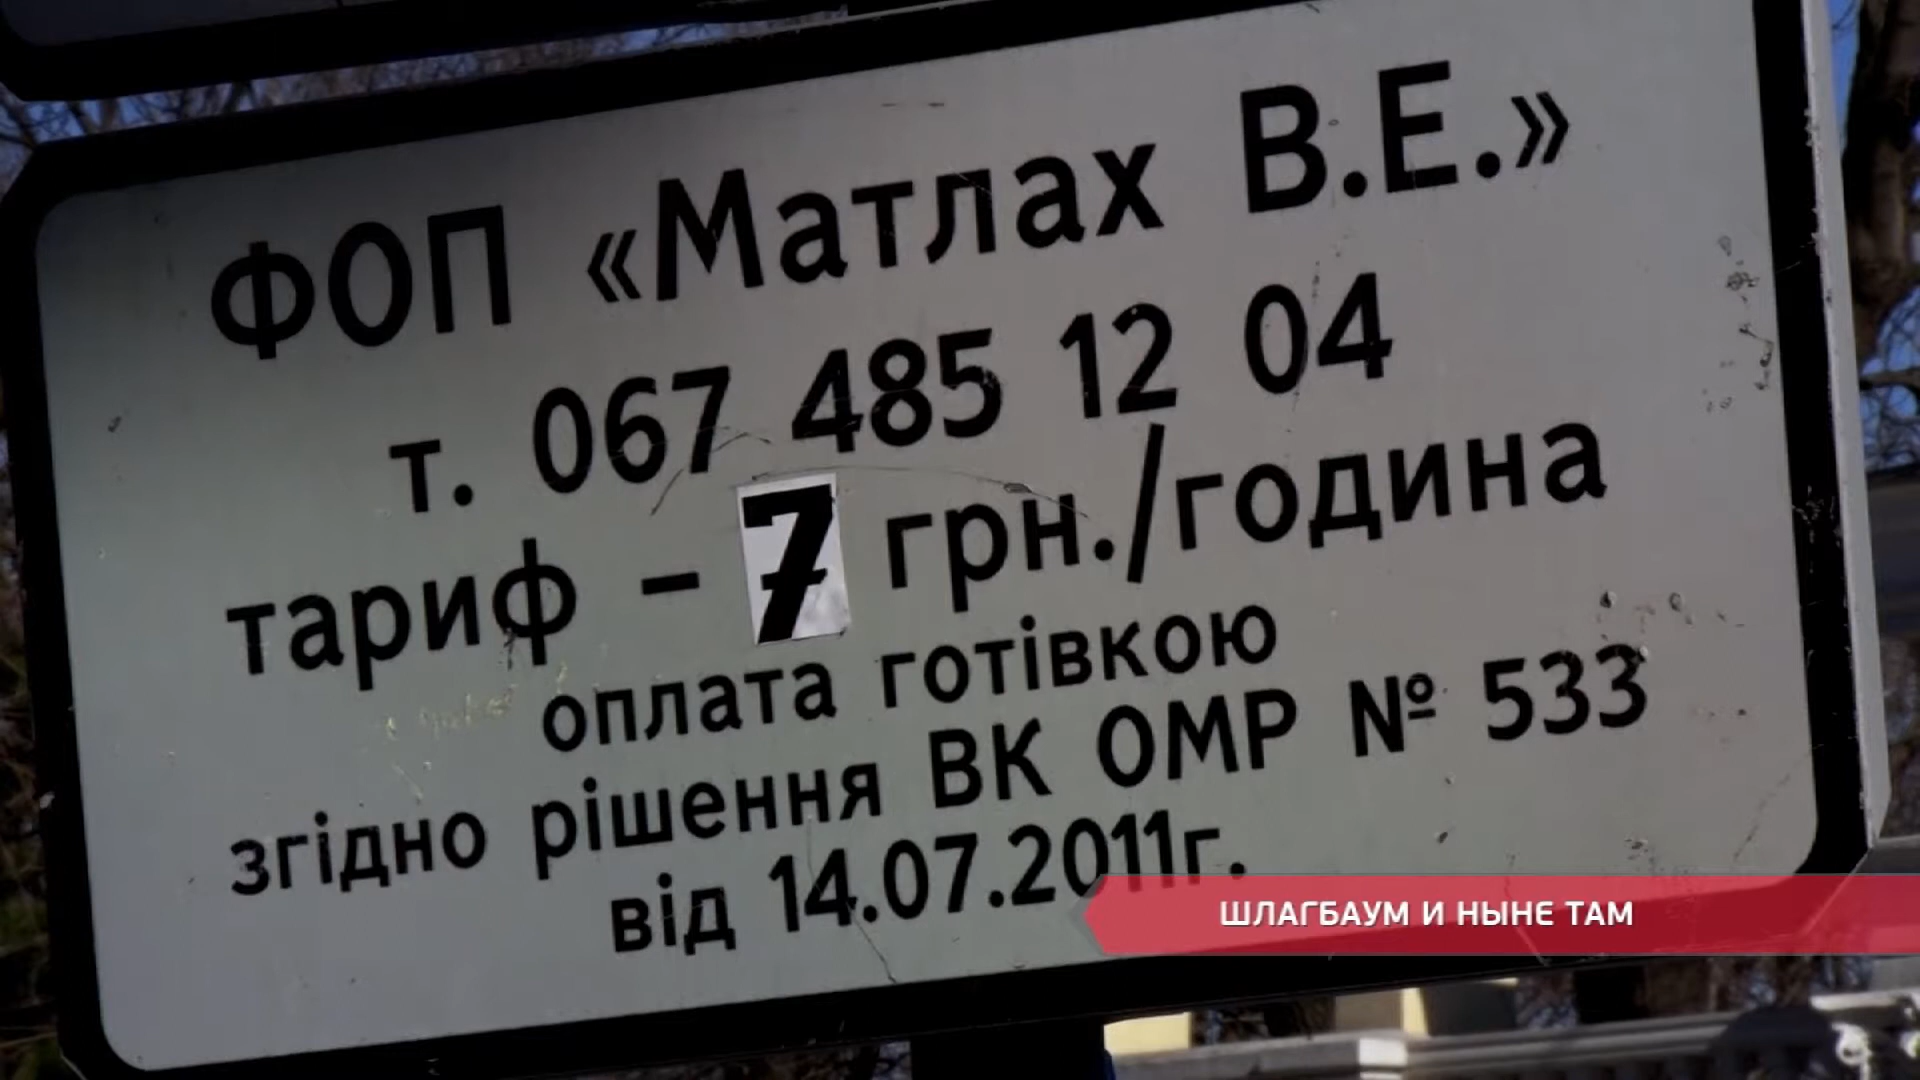 ФОП «Матлах В.Е.»
т. 067 485 12 04
тариф – 7 грн./година
оплата готівкою
згідно рішення ВК ОМР № 533
від 14.07.2011г.
ШЛАГБАУМ И НЫНЄ ТАМ